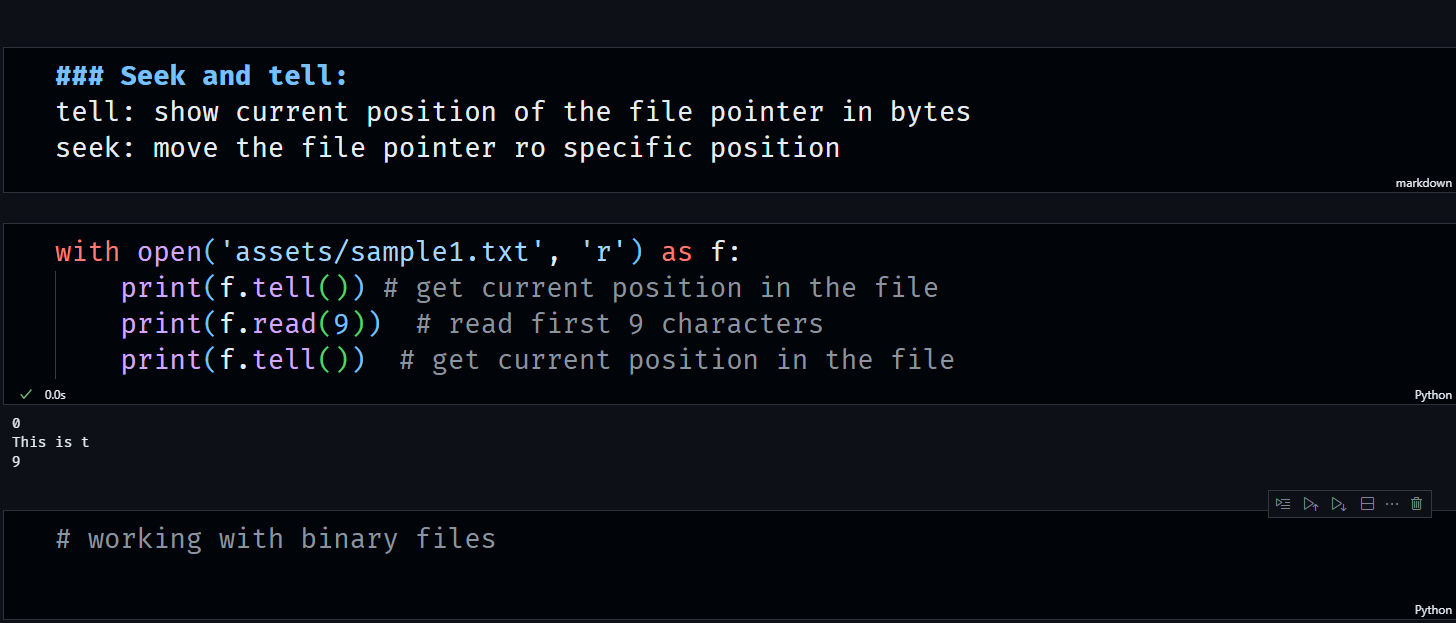 ### Seek and tell:
tell: show current position of the file pointer in bytes
seek: move the file pointer ro specific position
markdown
with open('assets/sample1.txt', 'r') as f:
    print(f.tell()) # get current position in the file
    print(f.read(9))  # read first 9 characters
    print(f.tell())  # get current position in the file
0.0s
Python
0
This is t
9
# working with binary files
Python